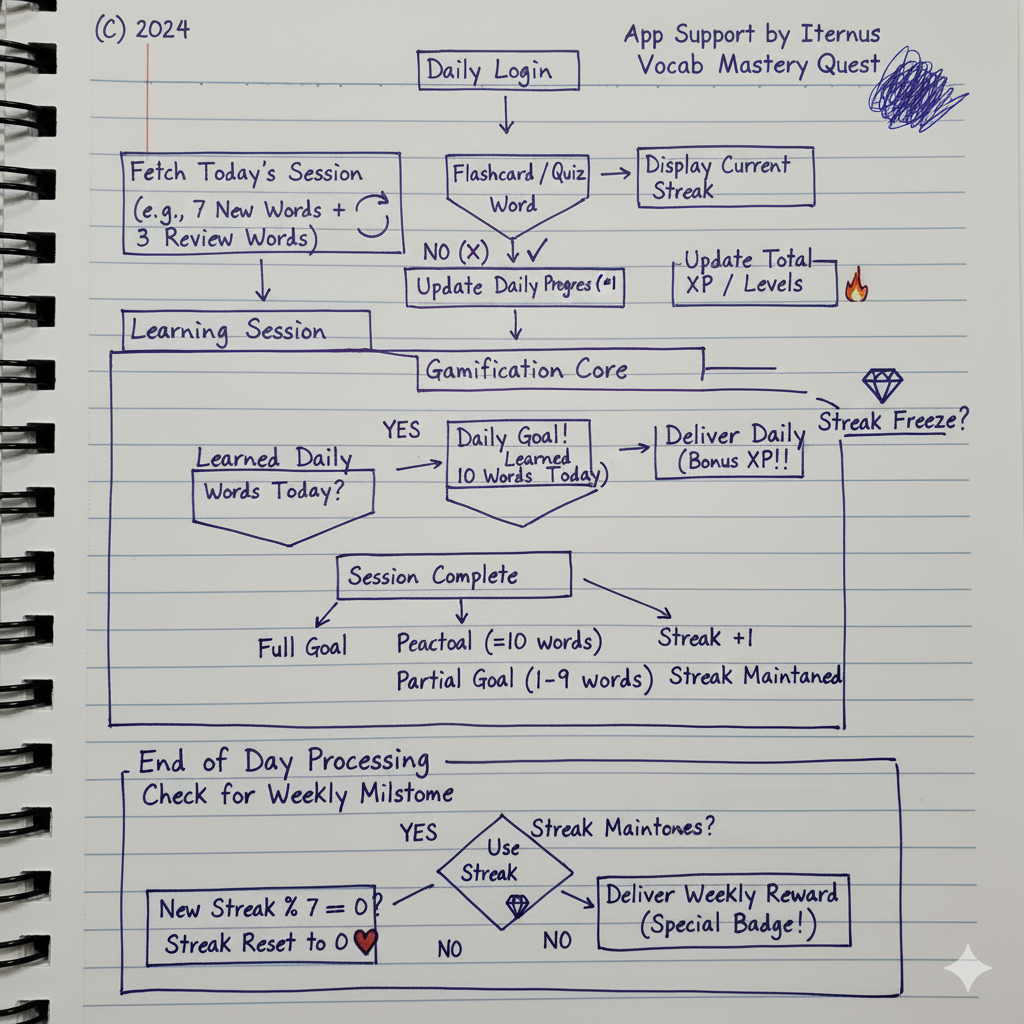 (C) 2024
App Support by Iternus
Vocab Mastery Quest
Daily Login
Fetch Today's Session
(e.g., 7 New Words +
3 Review Words)
Flashcard / Quiz
Word
Display Current
Streak
NO (X)
Update Daily Progres (+1
Update Total
XP / Levels
Learning Session
Gamification Core
Streak Freeze?
YES
Learned Daily
Words Today?
Daily Goal!
Learned
10 Words Today)
Deliver Daily
(Bonus XP!!
Session Complete
Full Goal
Peactoal (=10 words)
Streak +1
Partial Goal (1-9 words)
Streak Maintaned
End of Day Processing
Check for Weekly Milstome
YES
Streak Maintones?
Use
Streak
New Streak % 7 = 0?
Streak Reset to 0
Deliver Weekly Reward
(Special Badge!)
NO
NO